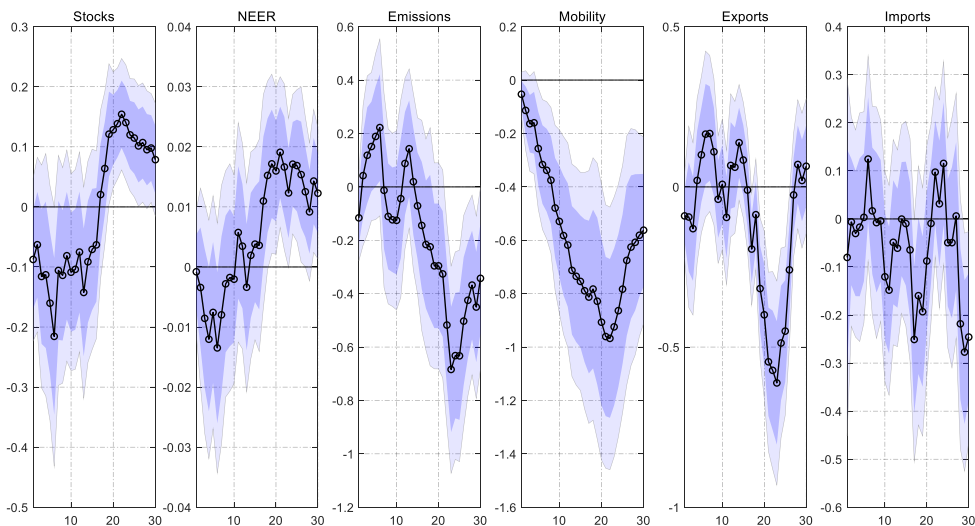 Stocks NEER Emissions Mobility Exports Imports
0.3 0.04 0.6 0.2 0.5 0.4
0.2 0.03 0.4 0 0 0.3
0.1 0.02 0.2 -0.2 -0.5 0.2
0 0.01 0 -0.4 -1 0.1
-0.1 0 -0.2 -0.6 0
-0.2 -0.01 -0.4 -0.8 -0.1
-0.3 -0.02 -0.6 -1 -0.2
-0.4 -0.03 -0.8 -1.2 -0.3
-0.5 -0.04 -1 -1.4 -0.4
-1.2 -1.6 -0.5
-0.6
10 20 30 10 20 30 10 20 30 10 20 30 10 20 30 10 20 30